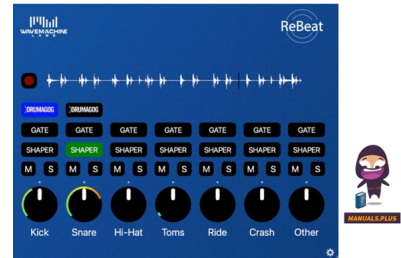 WAVEMACHINE
LABS
ReBeat
DRUMAGOG DRUMAGOG
GATE GATE GATE GATE GATE GATE GATE
SHAPER SHAPER SHAPER SHAPER SHAPER SHAPER SHAPER
M S M S M S M S M S M S M S
Kick Snare Hi-Hat Toms Ride Crash Other
MANUALS.PLUS